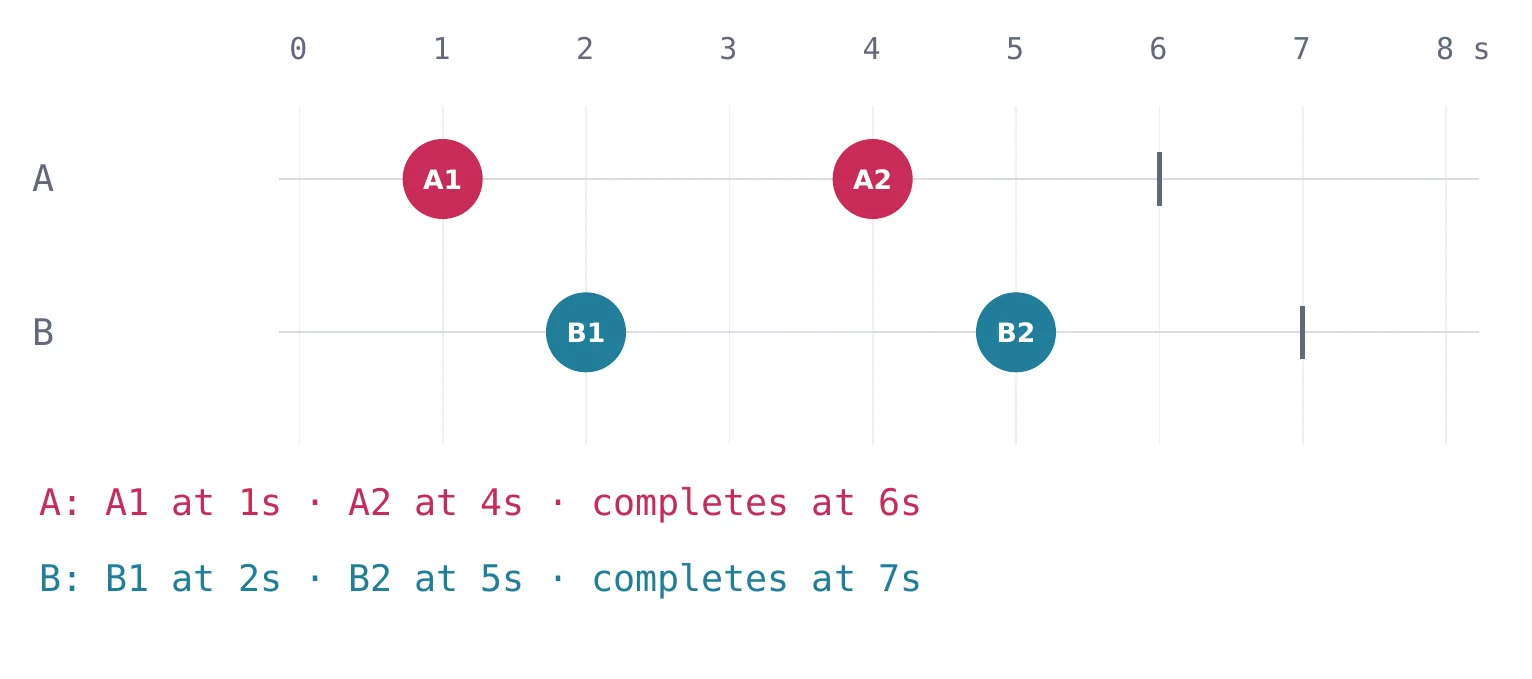 0 1 2 3 4 5 6 7 8 s
A A1 A2
B B1 B2
A: A1 at 1s · A2 at 4s · completes at 6s
B: B1 at 2s · B2 at 5s · completes at 7s